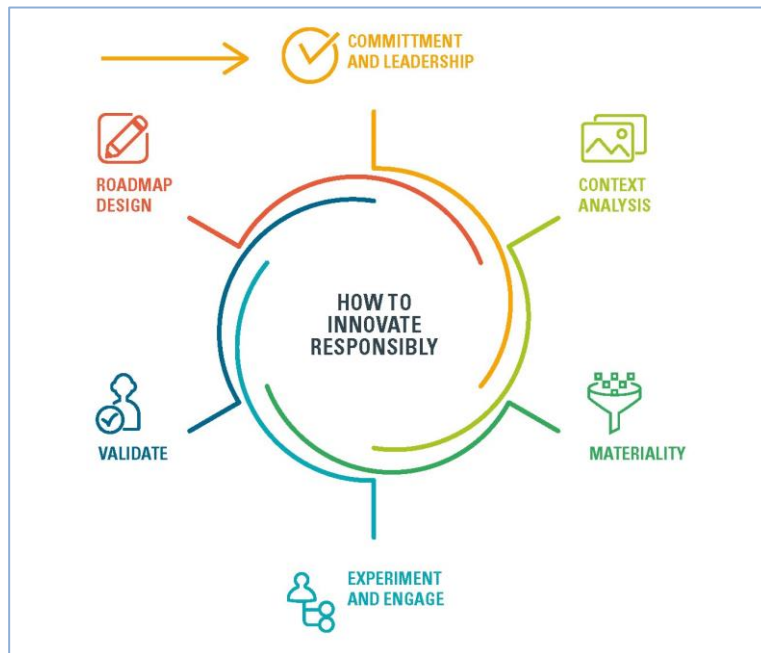 COMMITTMENT
AND LEADERSHIP
ROADMAP
DESIGN
CONTEXT
ANALYSIS
HOW TO
INNOVATE
RESPONSIBLY
VALIDATE
MATERIALITY
EXPERIMENT
AND ENGAGE